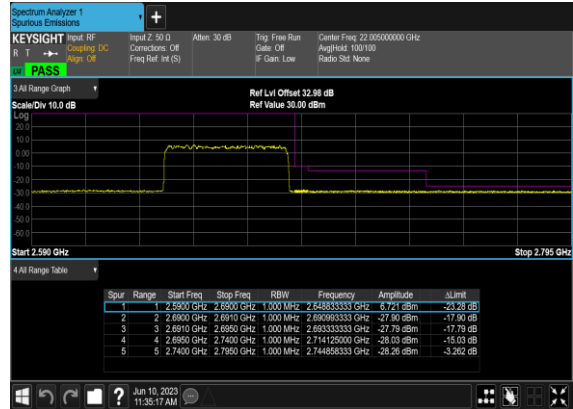 Spectrum Analyzer 1
Spurious Emissions
+
KEYSIGHT Input: RF
R T Coupling: DC
Align: Off
Input Z: 50 Ω
Corrections: Off
Freq Ref: Int (S)
Atten: 30 dB
Trig: Free Run
Gate: Off
IF Gain: Low
Center Freq: 22.005000000 GHz
Avg|Hold: 100/100
Radio Std: None
PASS
3 All Range Graph
Ref Lvl Offset 32.98 dB
Scale/Div 10.0 dB
Ref Value 30.00 dBm
Log
20.0
10.0
0.00
-10.0
-20.0
-30.0
-40.0
-50.0
-60.0
Start 2.590 GHz
Stop 2.795 GHz
4 All Range Table
Spur Range Start Freq Stop Freq RBW Frequency Amplitude ΔLimit
1 1 2.5900 GHz 2.6900 GHz 1.000 MHz 2.648833333 GHz 6.721 dBm -23.28 dB
2 2 2.6900 GHz 2.6910 GHz 1.000 MHz 2.690993333 GHz -27.90 dBm -17.90 dB
3 3 2.6910 GHz 2.6950 GHz 1.000 MHz 2.693333333 GHz -27.79 dBm -17.79 dB
4 4 2.6950 GHz 2.7400 GHz 1.000 MHz 2.714125000 GHz -28.03 dBm -15.03 dB
5 5 2.7400 GHz 2.7950 GHz 1.000 MHz 2.744858333 GHz -28.26 dBm -3.262 dB
?
Jun 10, 2023
11:35:17 AM